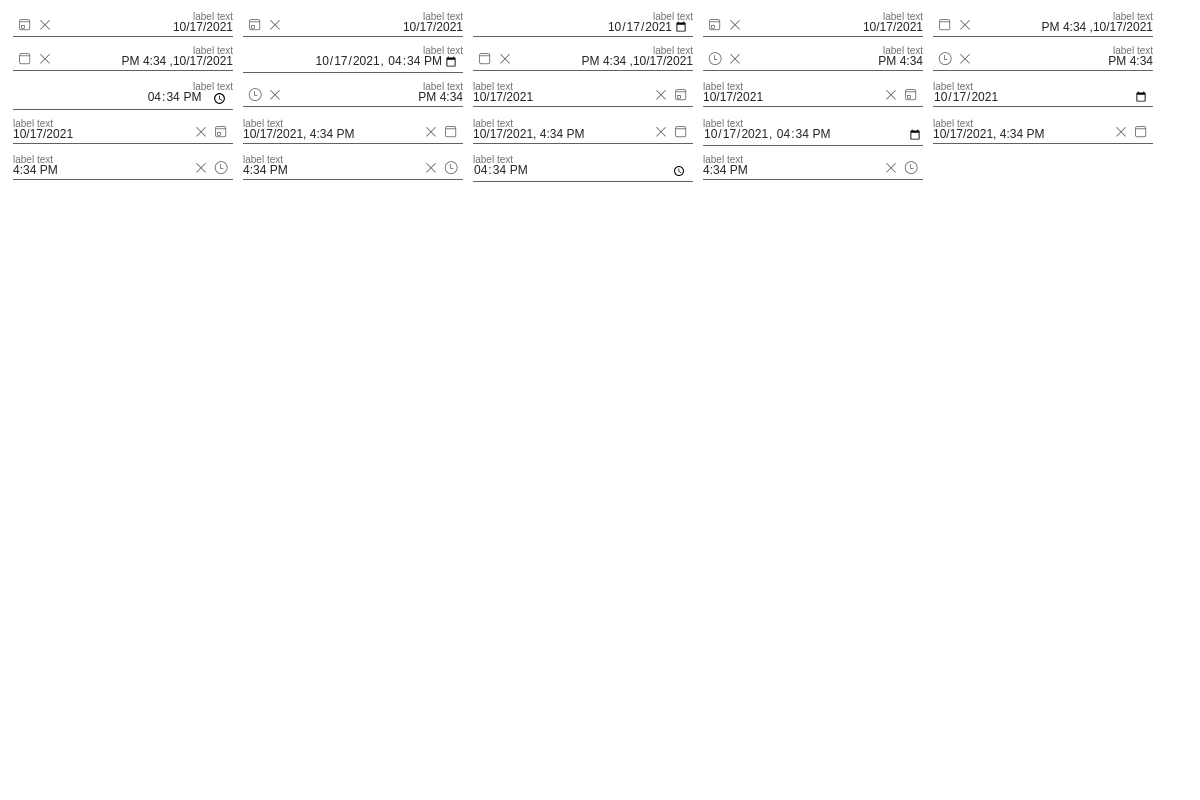 label text label text label text label text label text
10/17/2021 10/17/2021 10/17/2021 10/17/2021 PM 4:34 ,10/17/2021
label text label text label text label text label text
PM 4:34 ,10/17/2021 10/17/2021, 04:34 PM PM 4:34 ,10/17/2021 PM 4:34 PM 4:34
label text label text
04:34 PM PM 4:34 10/17/2021 10/17/2021 10/17/2021
label text label text label text label text label text
10/17/2021 10/17/2021, 4:34 PM 10/17/2021, 4:34 PM 10/17/2021, 04:34 PM 10/17/2021, 4:34 PM
label text label text label text label text
4:34 PM 4:34 PM 04:34 PM 4:34 PM